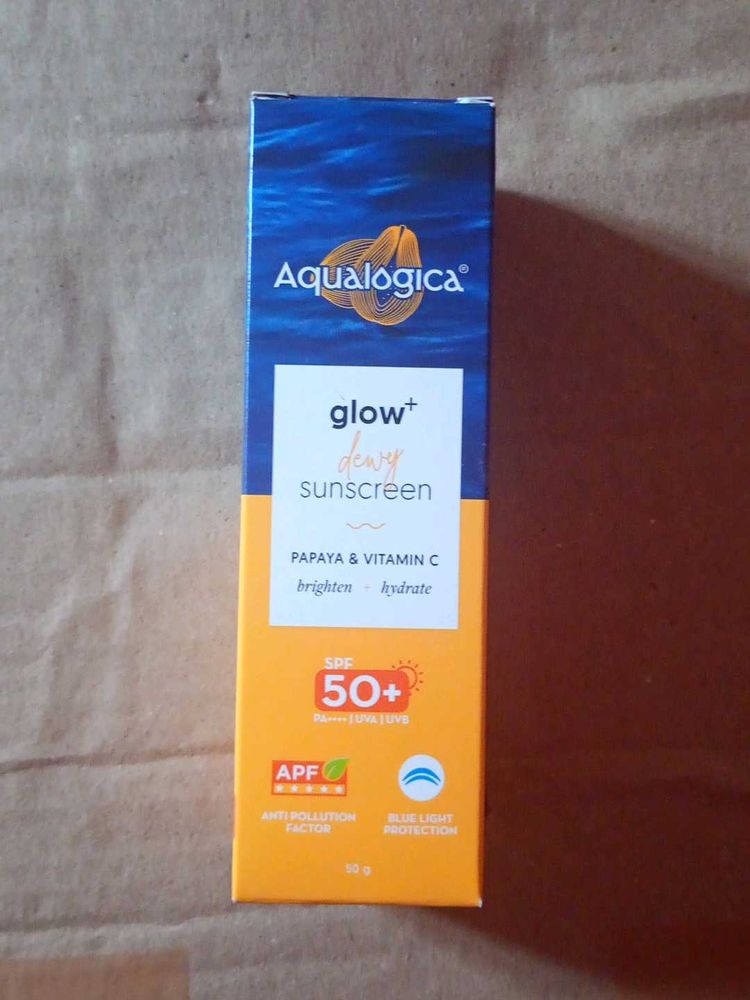 Aqualogica®
glow+
dewy
sunscreen
PAPAYA & VITAMIN C
brighten + hydrate
SPF
50+
PA++++ | UVA | UVB
APF
ANTI POLLUTION
FACTOR
BLUE LIGHT
PROTECTION
50 g